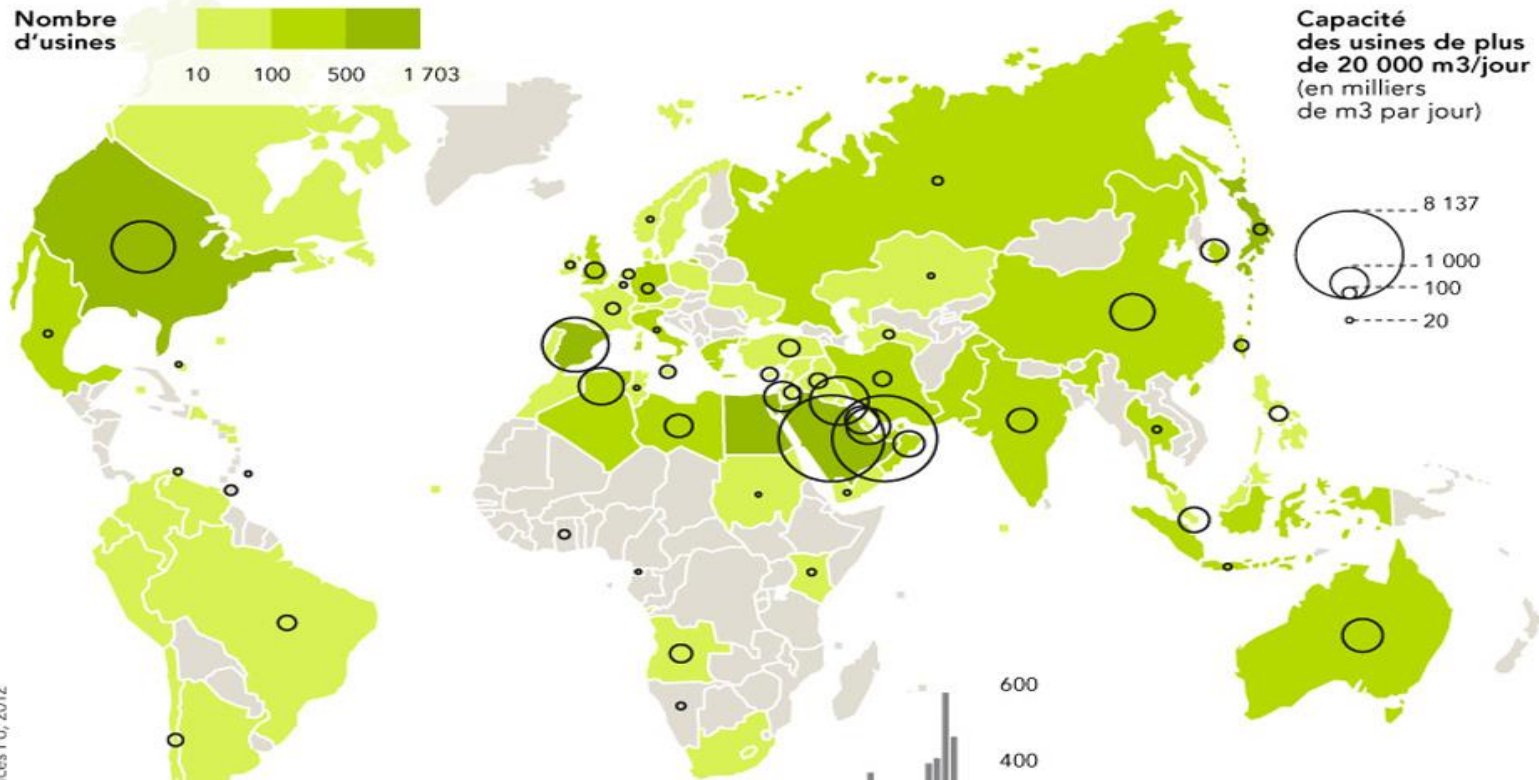 Nombre
d'usines
10 100 500 1 703
Capacité
des usines de plus
de 20 000 m3/jour
(en milliers
de m3 par jour)
8 137
1 000
100
20
600
400
2012